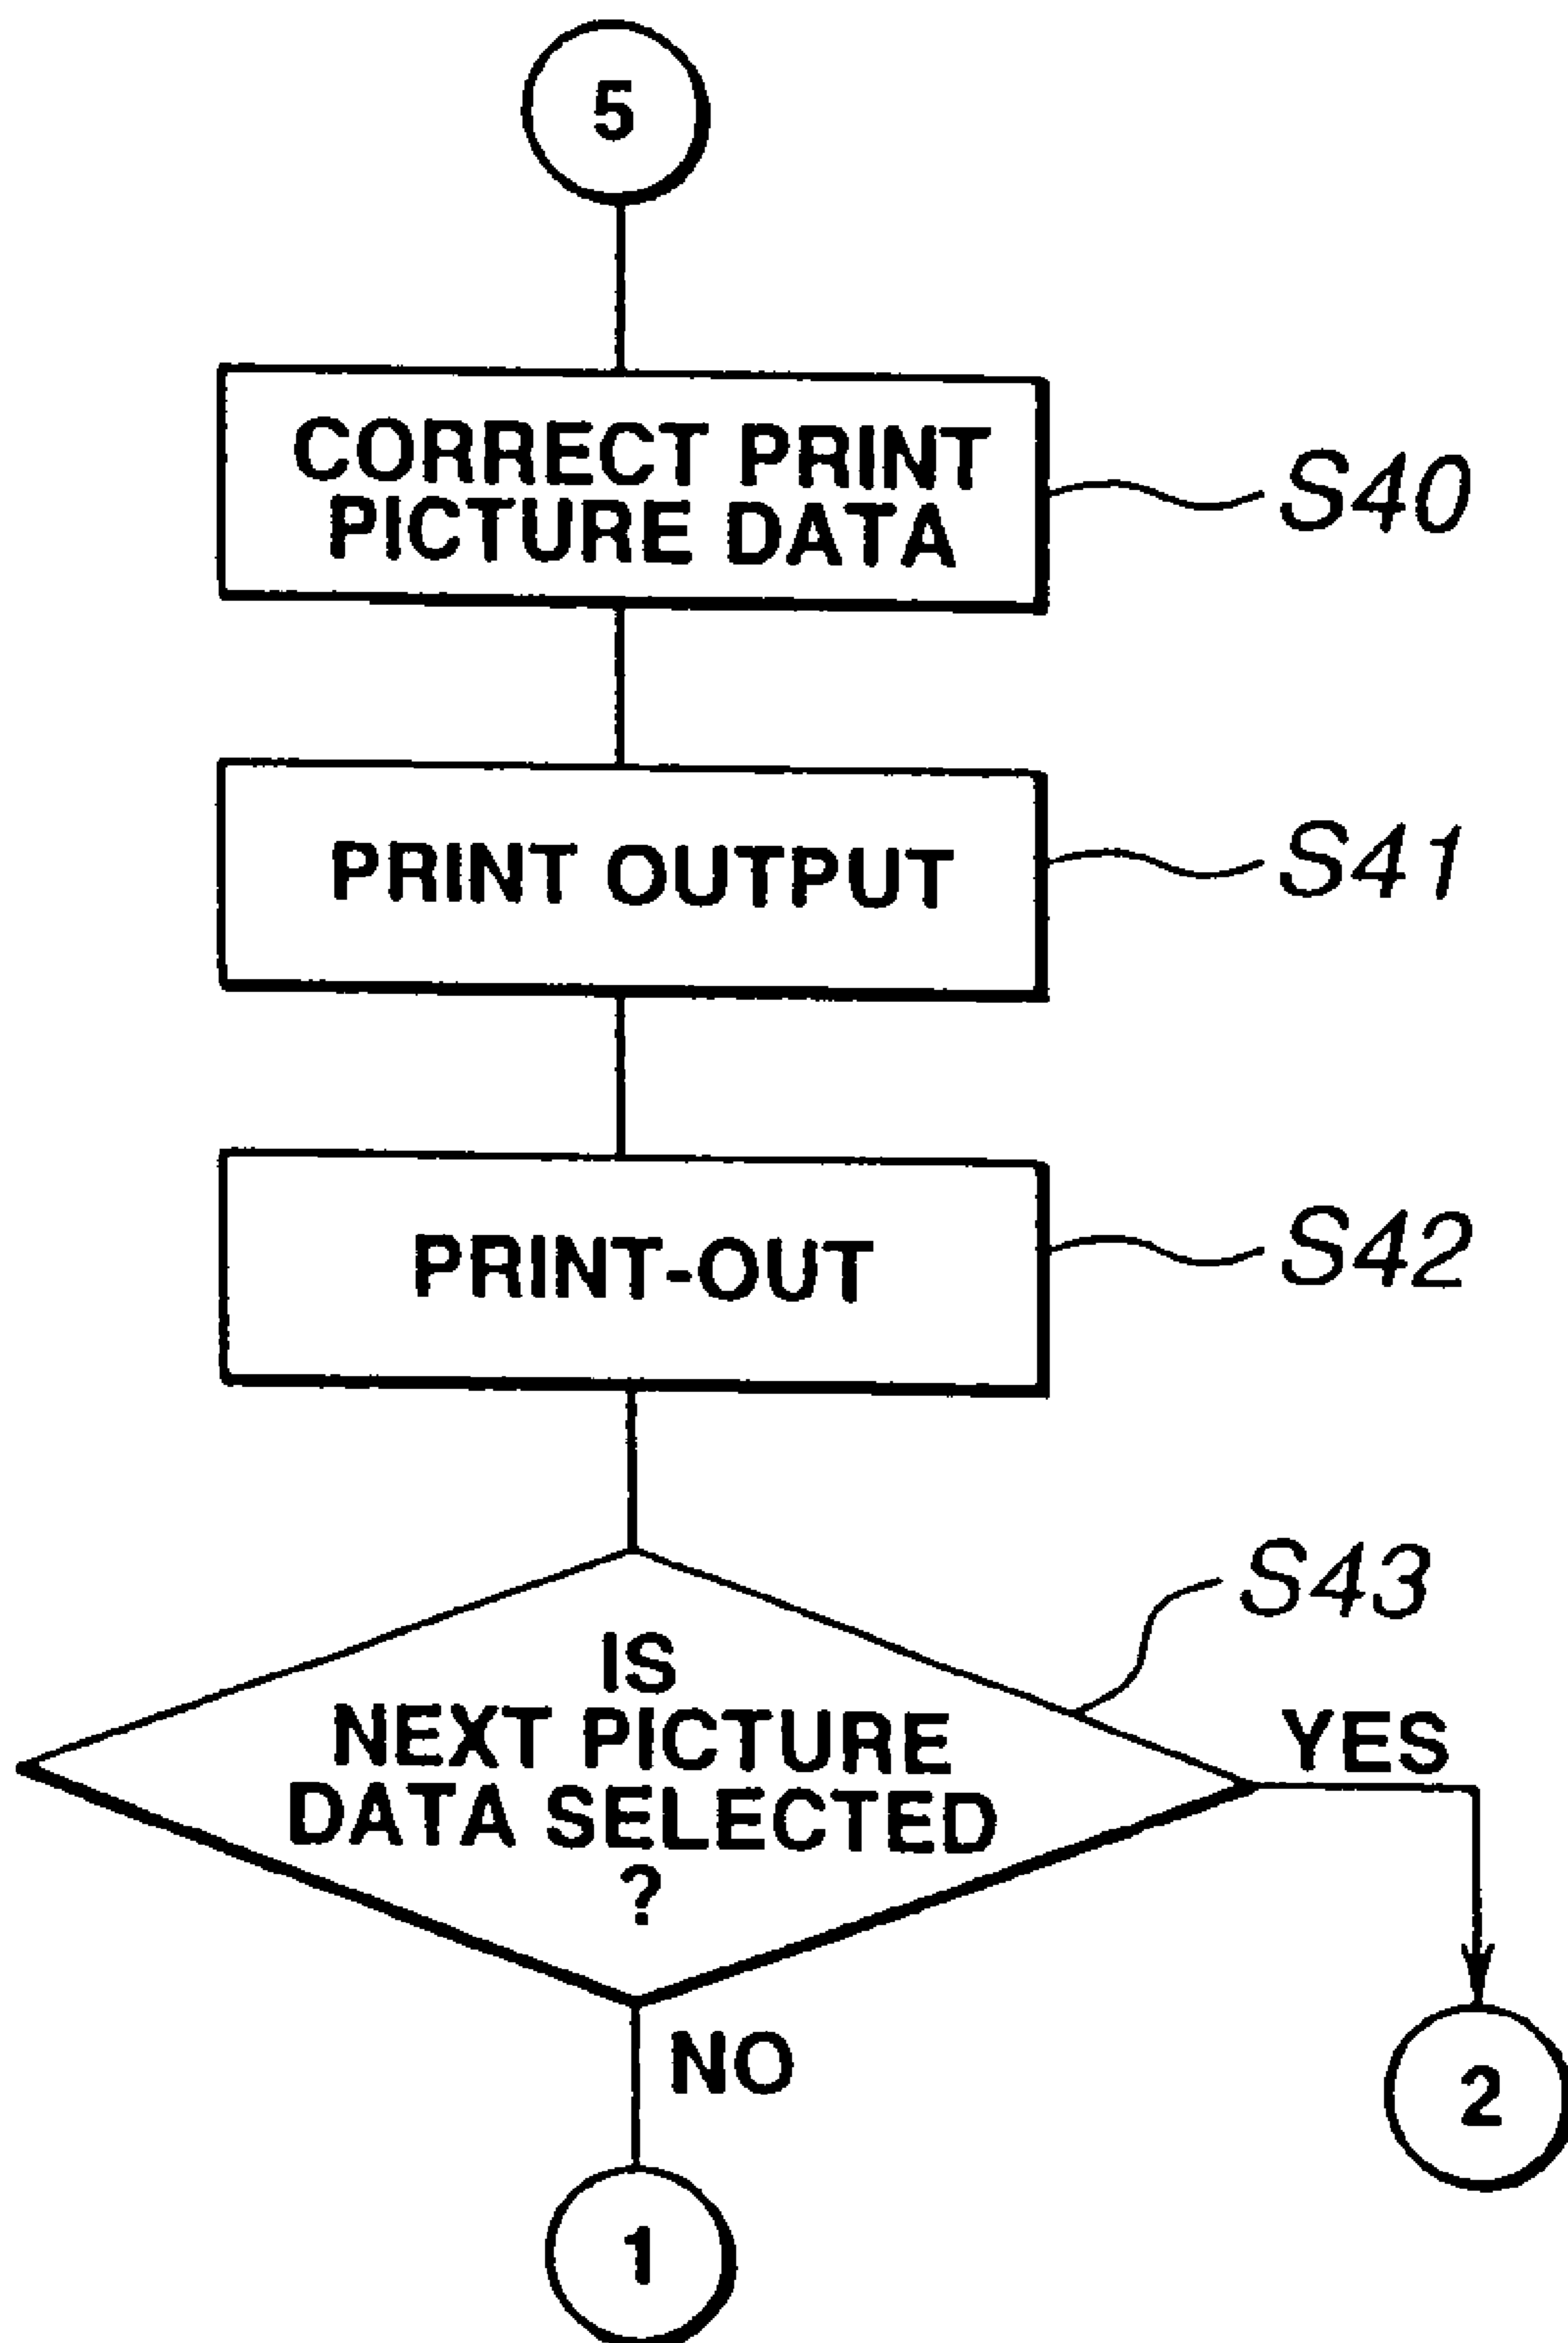 5
CORRECT PRINT
PICTURE DATA
S40
PRINT OUTPUT
S41
PRINT-OUT
S42
S43
IS
NEXT PICTURE
DATA SELECTED
?
YES
NO
2
1